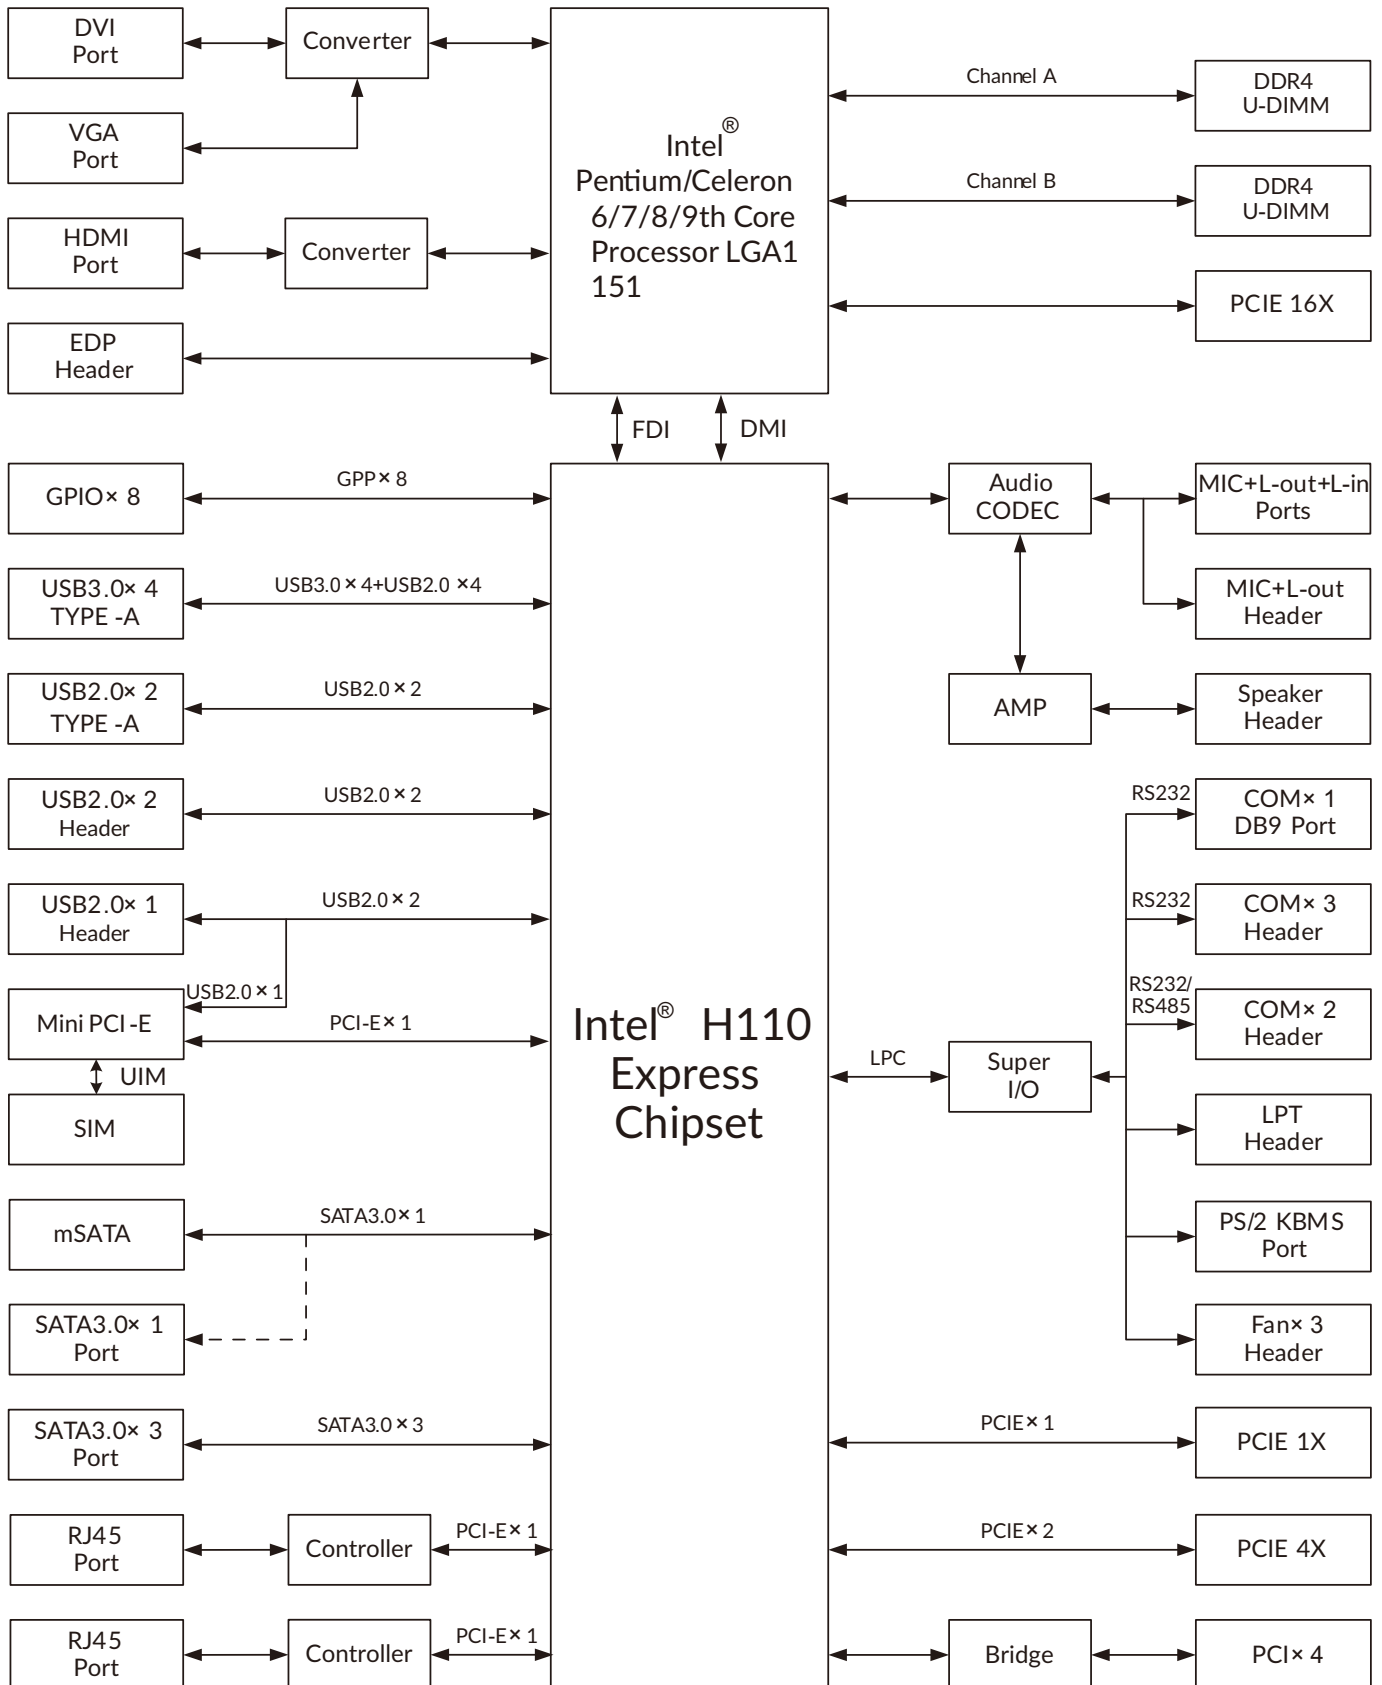 DVI
Port
Converter
VGA
Port
HDMI
Port
Converter
EDP
Header
Intel®
Pentium/Celeron
6/7/8/9th Core
Processor LGA1
151
Channel A
DDR4
U-DIMM
Channel B
DDR4
U-DIMM
PCIE 16X
FDI
DMI
GPIO× 8
GPP× 8
USB3.0× 4
TYPE -A
USB3.0 × 4+USB2.0 ×4
USB2.0× 2
TYPE -A
USB2.0 × 2
USB2.0× 2
Header
USB2.0 × 2
USB2.0× 1
Header
USB2.0 × 2
USB2.0 × 1
Mini PCI -E
PCI-E× 1
UIM
SIM
mSATA
SATA3.0× 1
SATA3.0× 1
Port
SATA3.0× 3
Port
SATA3.0 × 3
RJ45
Port
Controller
PCI-E× 1
RJ45
Port
Controller
PCI-E× 1
Intel® H110
Express
Chipset
Audio
CODEC
MIC+L-out+L-in
Ports
MIC+L-out
Header
AMP
Speaker
Header
RS232
COM× 1
DB9 Port
RS232
COM× 3
Header
RS232/
RS485
COM× 2
Header
LPC
Super
I/O
LPT
Header
PS/2 KBMS
Port
Fan× 3
Header
PCIE× 1
PCIE 1X
PCIE× 2
PCIE 4X
Bridge
PCI× 4